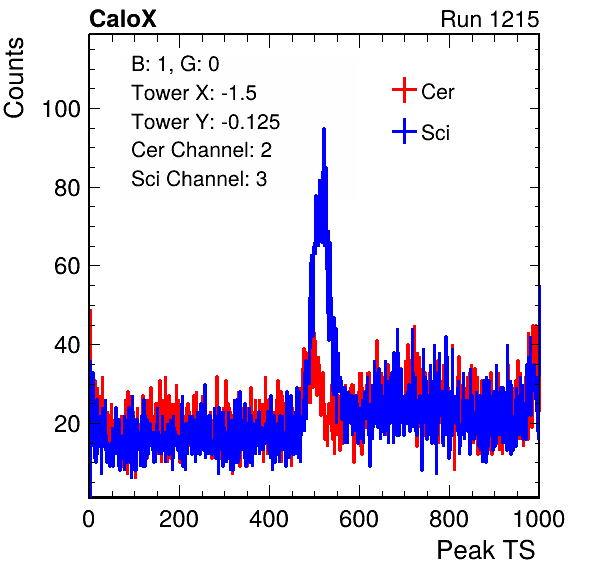 CaloX Run 1215
Counts
B: 1, G: 0
Tower X: -1.5
Tower Y: -0.125
Cer Channel: 2
Sci Channel: 3
Cer
Sci
100
80
60
40
20
0 200 400 600 800 1000
Peak TS